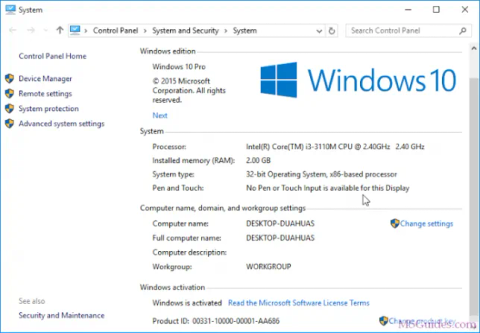 System
Control Panel > System and Security > System
Search Control Panel
Control Panel Home
Device Manager
Remote settings
System protection
Advanced system settings
Windows edition
Windows 10 Pro
© 2015 Microsoft
Corporation. All rights
reserved.
Next
Windows 10
System
Processor: Intel(R) Core(TM) i3-3110M CPU @ 2.40GHz 2.40 GHz
Installed memory (RAM): 2.00 GB
System type: 32-bit Operating System, x86-based processor
Pen and Touch: No Pen or Touch Input is available for this Display
Computer name, domain, and workgroup settings
Computer name: DESKTOP-DUAHUAS
Change settings
Full computer name: DESKTOP-DUAHUAS
Computer description:
Workgroup: WORKGROUP
Windows activation
Windows is activated Read the Microsoft Software License Terms
Product ID: 00331-10000-00001-AA686
Change product key
MSGuides.com
See also
Security and Maintenance